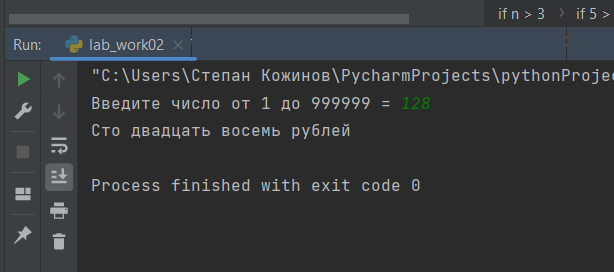 if n > 3 › if 5 >
Run: lab_work02 ×
"C:\Users\Степан Кожинов\PycharmProjects\pythonProjec
Введите число от 1 до 999999 = 128
Сто двадцать восемь рублей
Process finished with exit code 0